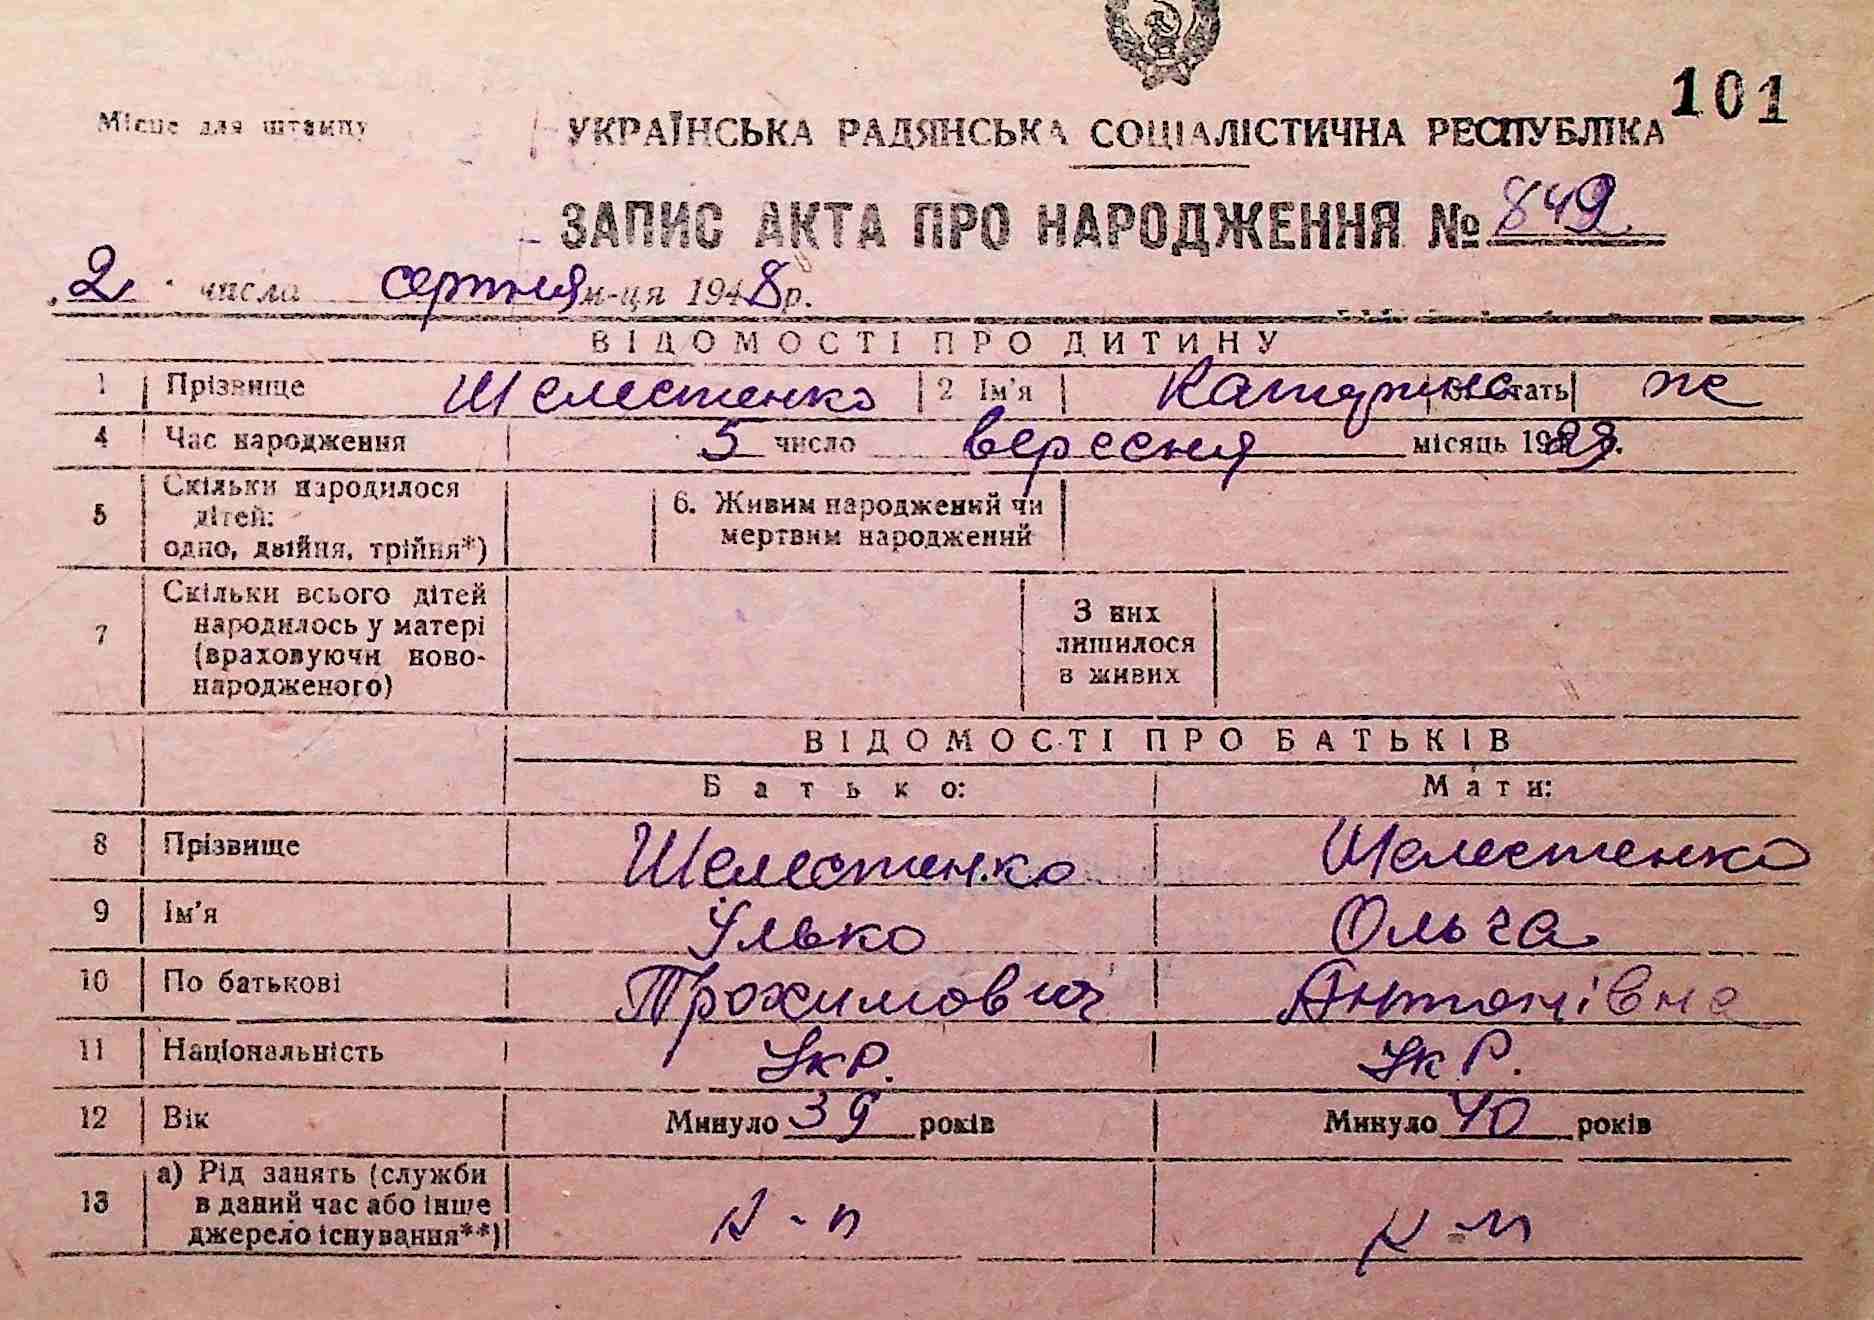 101
Місце для штампу
УКРАЇНСЬКА РАДЯНСЬКА СОЦІАЛІСТИЧНА РЕСПУБЛІКА
ЗАПИС АКТА ПРО НАРОДЖЕННЯ № 849
2 числа серпня м-ця 1948р.
ВІДОМОСТІ ПРО ДИТИНУ
1 Прізвище Шелестенко 2 Ім'я Катерина стать ж
4 Час народження 5 число вересня місяць 19
5 Скільки народилося дітей: одно, двійня, трійня*) 6. Живим народжений чи мертвим народжений
7 Скільки всього дітей народилось у матері (враховуючи новонародженого) З них лишилося в живих
ВІДОМОСТІ ПРО БАТЬКІВ
Батько: Мати:
8 Прізвище Шелестенко Шелестенко
9 Ім'я Улько Ольга
10 По батькові Трохимович Антонівна
11 Національність Укр. Укр.
12 Вік Минуло 39 років Минуло 40 років
13 а) Рід занять (служби в даний час або інше джерело існування**)